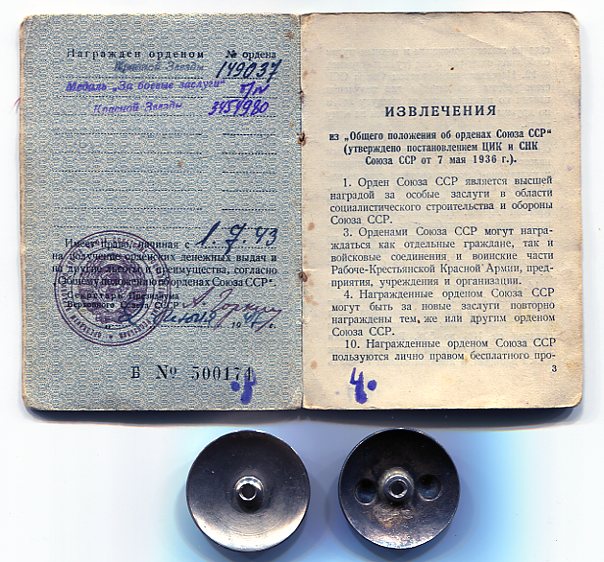 Награжден орденом № ордена
Красной Звезды 149037
Медаль „За боевые заслуги" б/№
Красной Звезды 3451980
Имеет право, начиная с 1.7.43
на получение орденских денежных выдач и
на другие льготы и преимущества, согласно
„Общему положению об орденах Союза ССР".
Секретарь Президиума
Верховного Совета СССР А. Горкин
Б № 500174
ИЗВЛЕЧЕНИЯ
из „Общего положения об орденах Союза ССР"
(утверждено постановлением ЦИК и СНК
Союза ССР от 7 мая 1936 г.).
1. Орден Союза ССР является высшей
наградой за особые заслуги в области
социалистического строительства и обороны
Союза ССР.
3. Орденами Союза ССР могут награ-
ждаться как отдельные граждане, так и
войсковые соединения и воинские части
Рабоче-Крестьянской Красной Армии, пред-
приятия, учреждения и организации.
4. Награжденные орденом Союза ССР
могут быть за новые заслуги повторно
награждены тем, же или другим орденом
Союза ССР.
10. Награжденные орденом Союза ССР
пользуются лично правом бесплатного про-
3